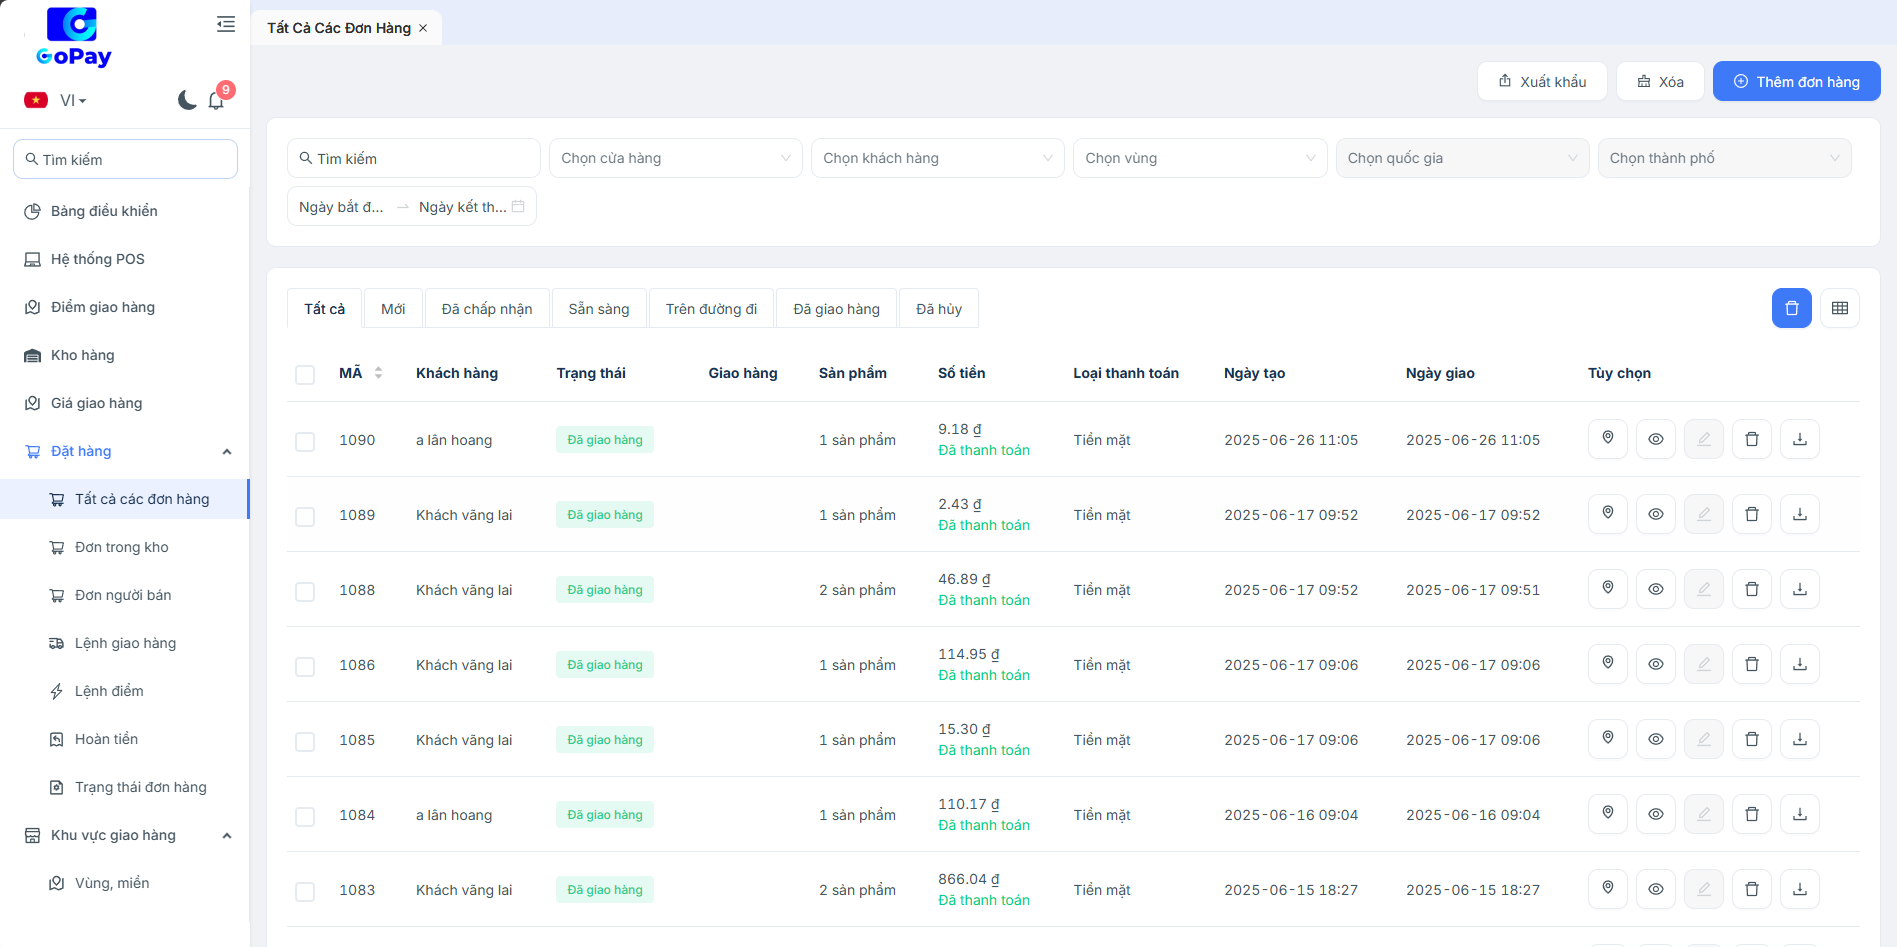 GoPay
VI
9
Tìm kiếm
Bảng điều khiển
Hệ thống POS
Điểm giao hàng
Kho hàng
Giá giao hàng
Đặt hàng
Tất cả các đơn hàng
Đơn trong kho
Đơn người bán
Lệnh giao hàng
Lệnh điểm
Hoàn tiền
Trạng thái đơn hàng
Khu vực giao hàng
Vùng, miền
Tất Cả Các Đơn Hàng
Xuất khẩu
Xóa
Thêm đơn hàng
Tìm kiếm
Chọn cửa hàng
Chọn khách hàng
Chọn vùng
Chọn quốc gia
Chọn thành phố
Ngày bắt đ... Ngày kết th...
Tất cả Mới Đã chấp nhận Sẵn sàng Trên đường đi Đã giao hàng Đã hủy
MÃ Khách hàng Trạng thái Giao hàng Sản phẩm Số tiền Loại thanh toán Ngày tạo Ngày giao Tùy chọn
1090 a lân hoang Đã giao hàng 1 sản phẩm 9.18 ₫ Tiền mặt 2025-06-26 11:05 2025-06-26 11:05
Đã thanh toán
1089 Khách vãng lai Đã giao hàng 1 sản phẩm 2.43 ₫ Tiền mặt 2025-06-17 09:52 2025-06-17 09:52
Đã thanh toán
1088 Khách vãng lai Đã giao hàng 2 sản phẩm 46.89 ₫ Tiền mặt 2025-06-17 09:52 2025-06-17 09:51
Đã thanh toán
1086 Khách vãng lai Đã giao hàng 1 sản phẩm 114.95 ₫ Tiền mặt 2025-06-17 09:06 2025-06-17 09:06
Đã thanh toán
1085 Khách vãng lai Đã giao hàng 1 sản phẩm 15.30 ₫ Tiền mặt 2025-06-17 09:06 2025-06-17 09:06
Đã thanh toán
1084 a lân hoang Đã giao hàng 1 sản phẩm 110.17 ₫ Tiền mặt 2025-06-16 09:04 2025-06-16 09:04
Đã thanh toán
1083 Khách vãng lai Đã giao hàng 2 sản phẩm 866.04 ₫ Tiền mặt 2025-06-15 18:27 2025-06-15 18:27
Đã thanh toán